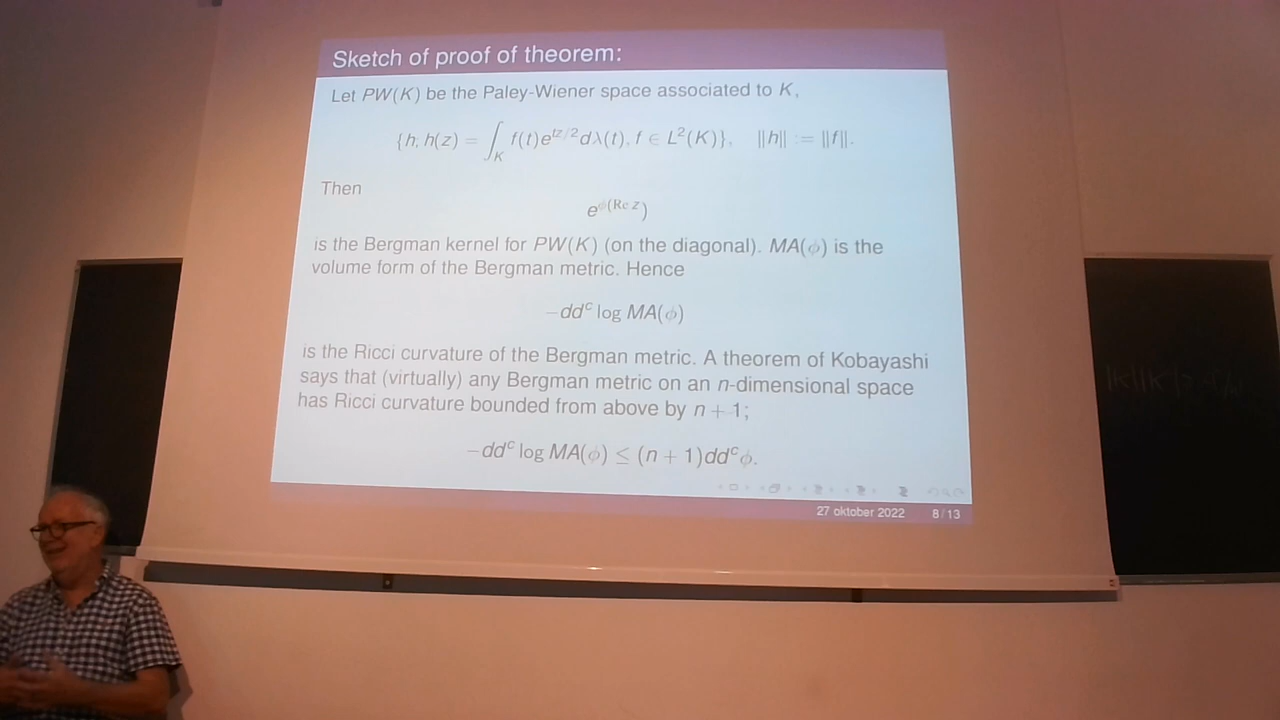 Sketch of proof of theorem:
Let PW(K) be the Paley-Wiener space associated to K,
{h, h(z) = ∫_K f(t)e^{tz/2}dλ(t), f ∈ L²(K)}, ||h|| := ||f||.
Then
e^{ϕ(Re z)}
is the Bergman kernel for PW(K) (on the diagonal). MA(ϕ) is the
volume form of the Bergman metric. Hence
−dd^c log MA(ϕ)
is the Ricci curvature of the Bergman metric. A theorem of Kobayashi
says that (virtually) any Bergman metric on an n-dimensional space
has Ricci curvature bounded from above by n + 1;
−dd^c log MA(ϕ) ≤ (n + 1)dd^c ϕ.
27 oktober 2022 8/13